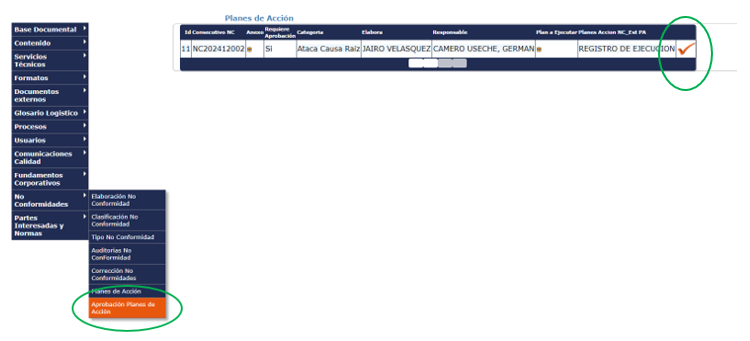 Planes de Acción
Id Consecutivo NC Anexo Requiere Aprobación Categoria Elabora Responsable Plan a Ejecutar Planes Accion NC_Est PA
11 NC202412002 Si Ataca Causa Raiz JAIRO VELASQUEZ CAMERO USECHE, GERMAN REGISTRO DE EJECUCION
Base Documental
Contenido
Servicios
Técnicos
Formatos
Documentos
externos
Glosario Logistico
Procesos
Usuarios
Comunicaciones
Calidad
Fundamentos
Corporativos
No
Conformidades
Partes
Interesadas y
Normas
Elaboración No
Conformidad
Clasificación No
Conformidad
Tipo No Conformidad
Auditorias No
Conformidad
Corrección No
Conformidades
Planes de Acción
Aprobación Planes de
Acción